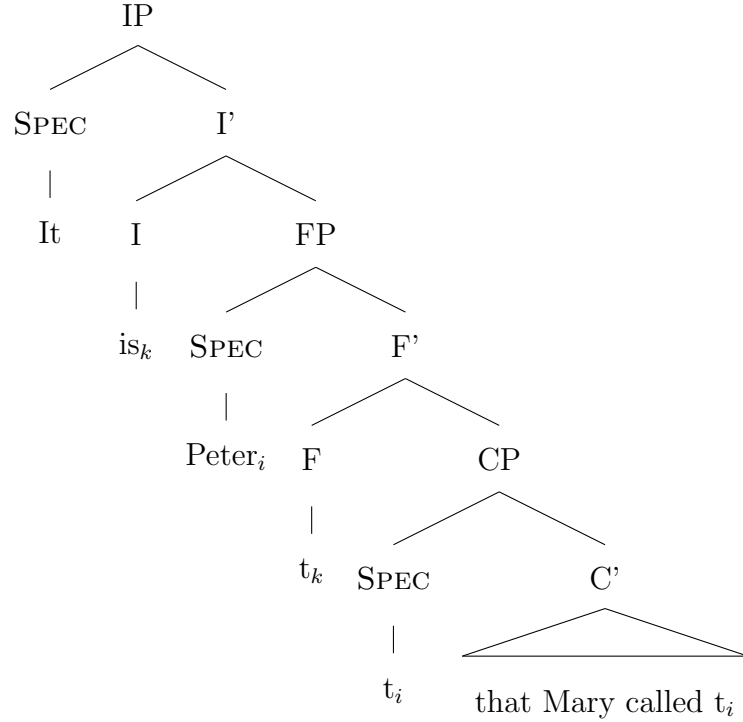 IP
SPEC I’
It I FP
is_k SPEC F’
Peter_i F CP
t_k SPEC C’
t_i that Mary called t_i